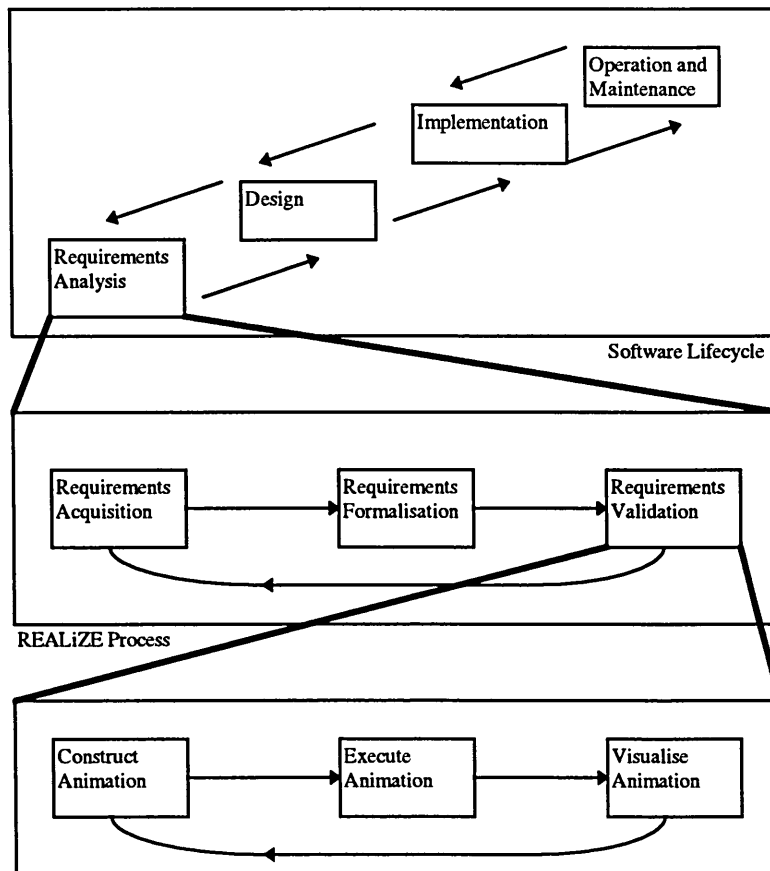 Operation and
Maintenance
Implementation
Design
Requirements
Analysis
Software Lifecycle
Requirements
Acquisition
Requirements
Formalisation
Requirements
Validation
REALiZE Process
Construct
Animation
Execute
Animation
Visualise
Animation